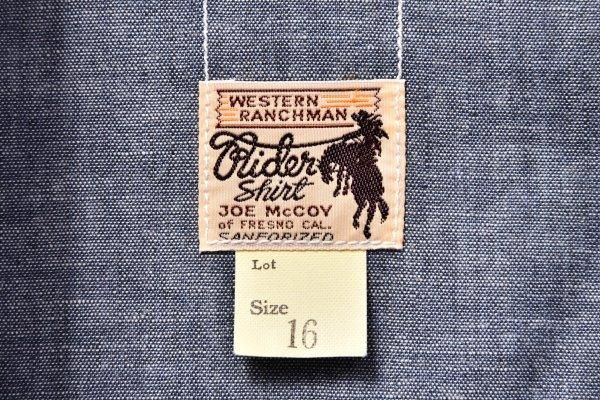 WESTERN
RANCHMAN
Rider
Shirt
JOE McCOY
of FRESNO CAL.
SANFORIZED
Lot
Size
16